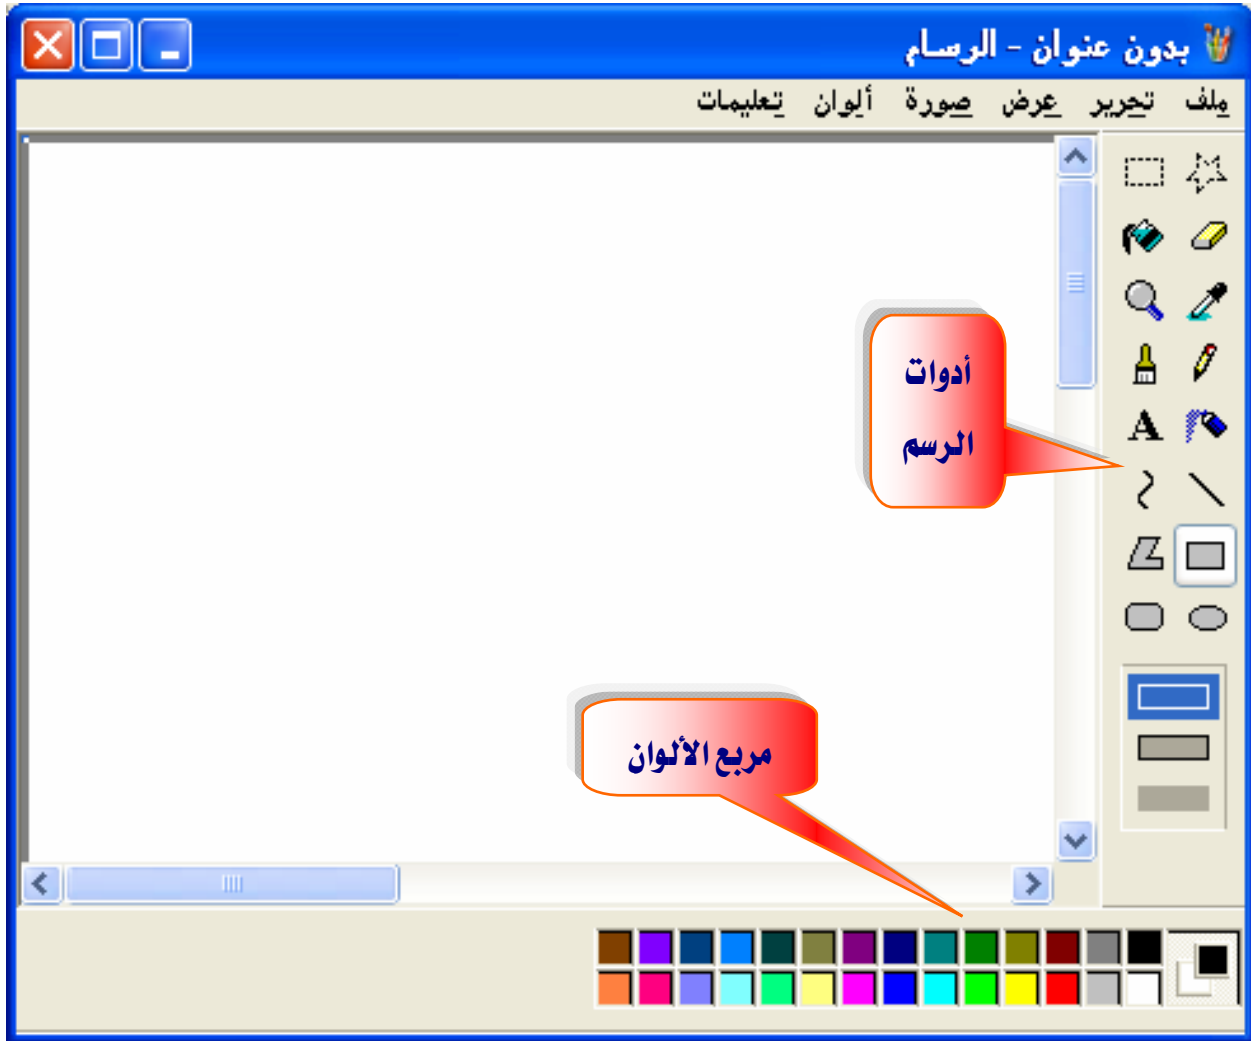 بدون عنوان - الرسام
ملف تحرير عرض صورة ألوان تعليمات
أدوات
الرسم
A
مربع الألوان